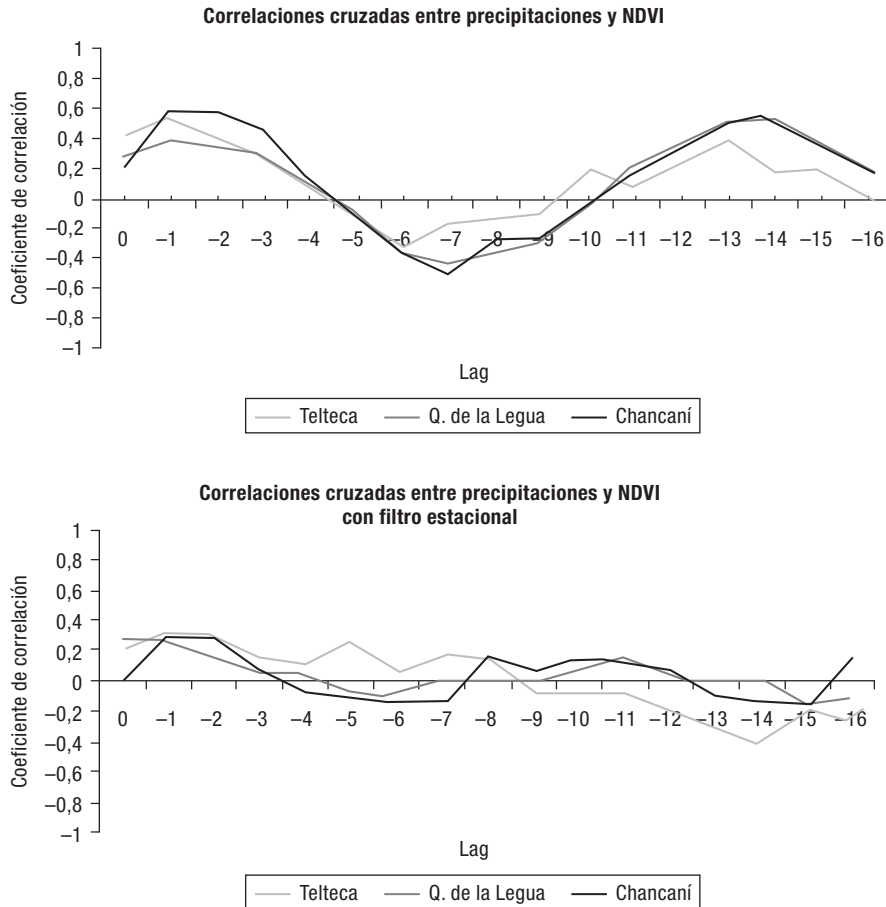 Correlaciones cruzadas entre precipitaciones y NDVI
Coeficiente de correlación
1
0,8
0,6
0,4
0,2
0
–0,2
–0,4
–0,6
–0,8
–1
0 –1 –2 –3 –4 –5 –6 –7 –8 –9 –10 –11 –12 –13 –14 –15 –16
Lag
Telteca Q. de la Legua Chancaní
Correlaciones cruzadas entre precipitaciones y NDVI
con filtro estacional
Coeficiente de correlación
1
0,8
0,6
0,4
0,2
0
–0,2
–0,4
–0,6
–0,8
–1
0 –1 –2 –3 –4 –5 –6 –7 –8 –9 –10 –11 –12 –13 –14 –15 –16
Lag
Telteca Q. de la Legua Chancaní